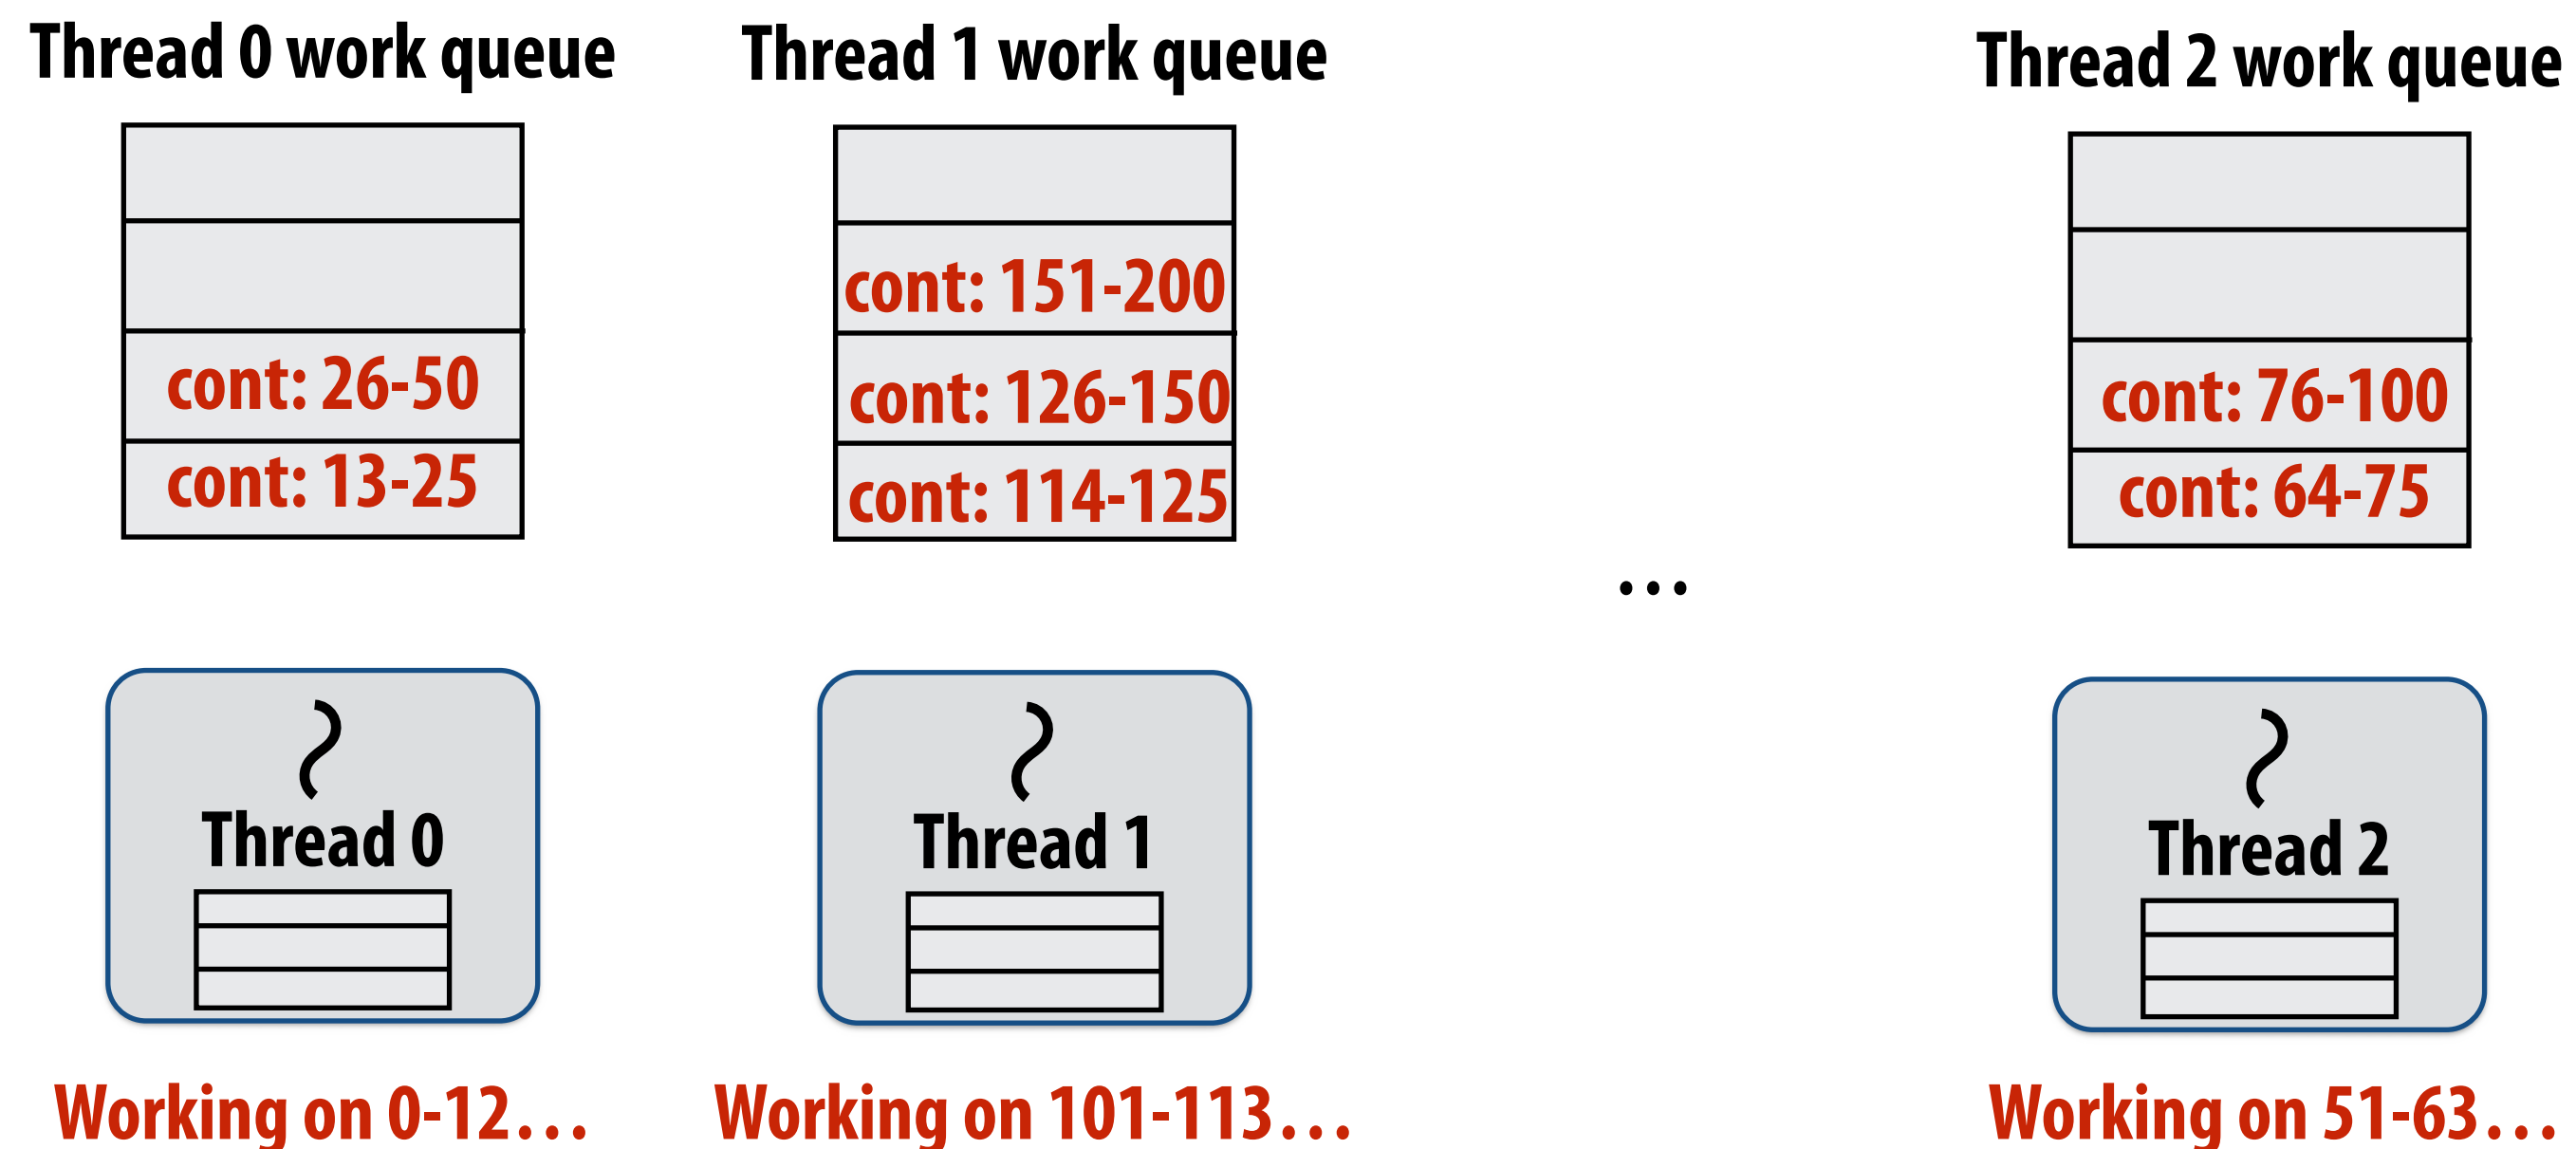 Thread 0 work queue
Thread 1 work queue
Thread 2 work queue
cont: 26-50
cont: 13-25
cont: 151-200
cont: 126-150
cont: 114-125
cont: 76-100
cont: 64-75
...
Thread 0
Thread 1
Thread 2
Working on 0-12...
Working on 101-113...
Working on 51-63...